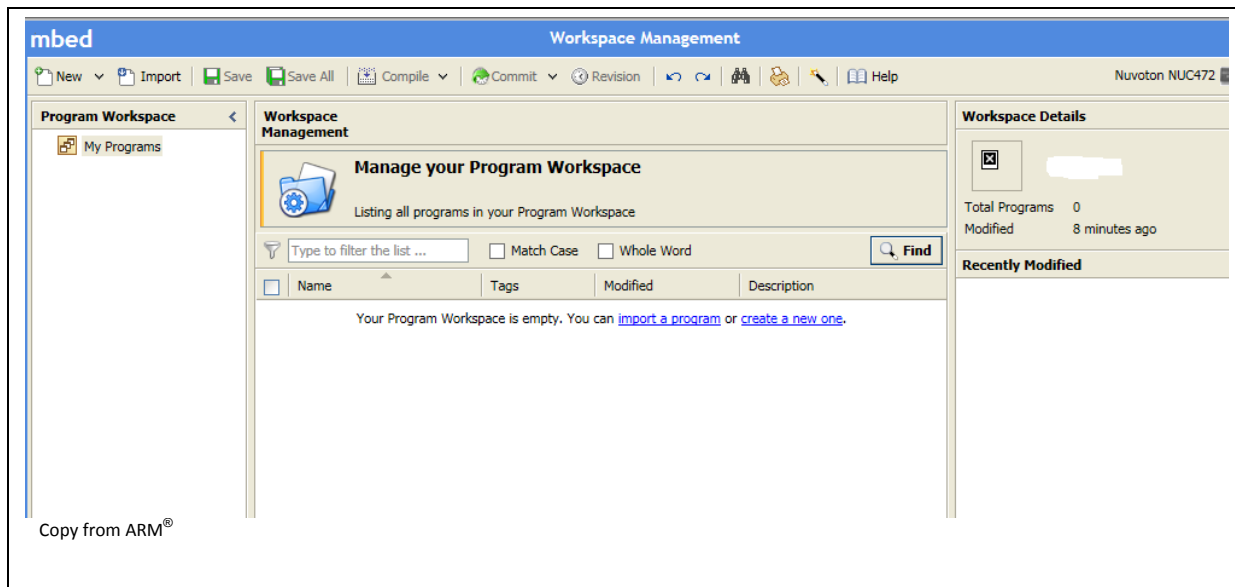 mbed
Workspace Management
New Import Save Save All Compile Commit Revision Help Nuvoton NUC472
Program Workspace
My Programs
Workspace
Management
Manage your Program Workspace
Listing all programs in your Program Workspace
Type to filter the list ... Match Case Whole Word Find
Name Tags Modified Description
Your Program Workspace is empty. You can import a program or create a new one.
Workspace Details
Total Programs 0
Modified 8 minutes ago
Recently Modified
Copy from ARM®